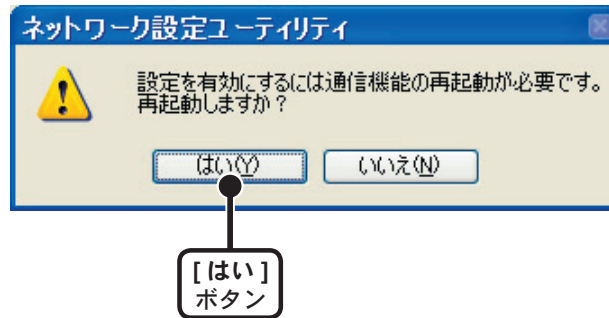 ネットワーク設定ユーティリティ
設定を有効にするには通信機能の再起動が必要です。
再起動しますか？
はい(Y) いいえ(N)
[はい]
ボタン